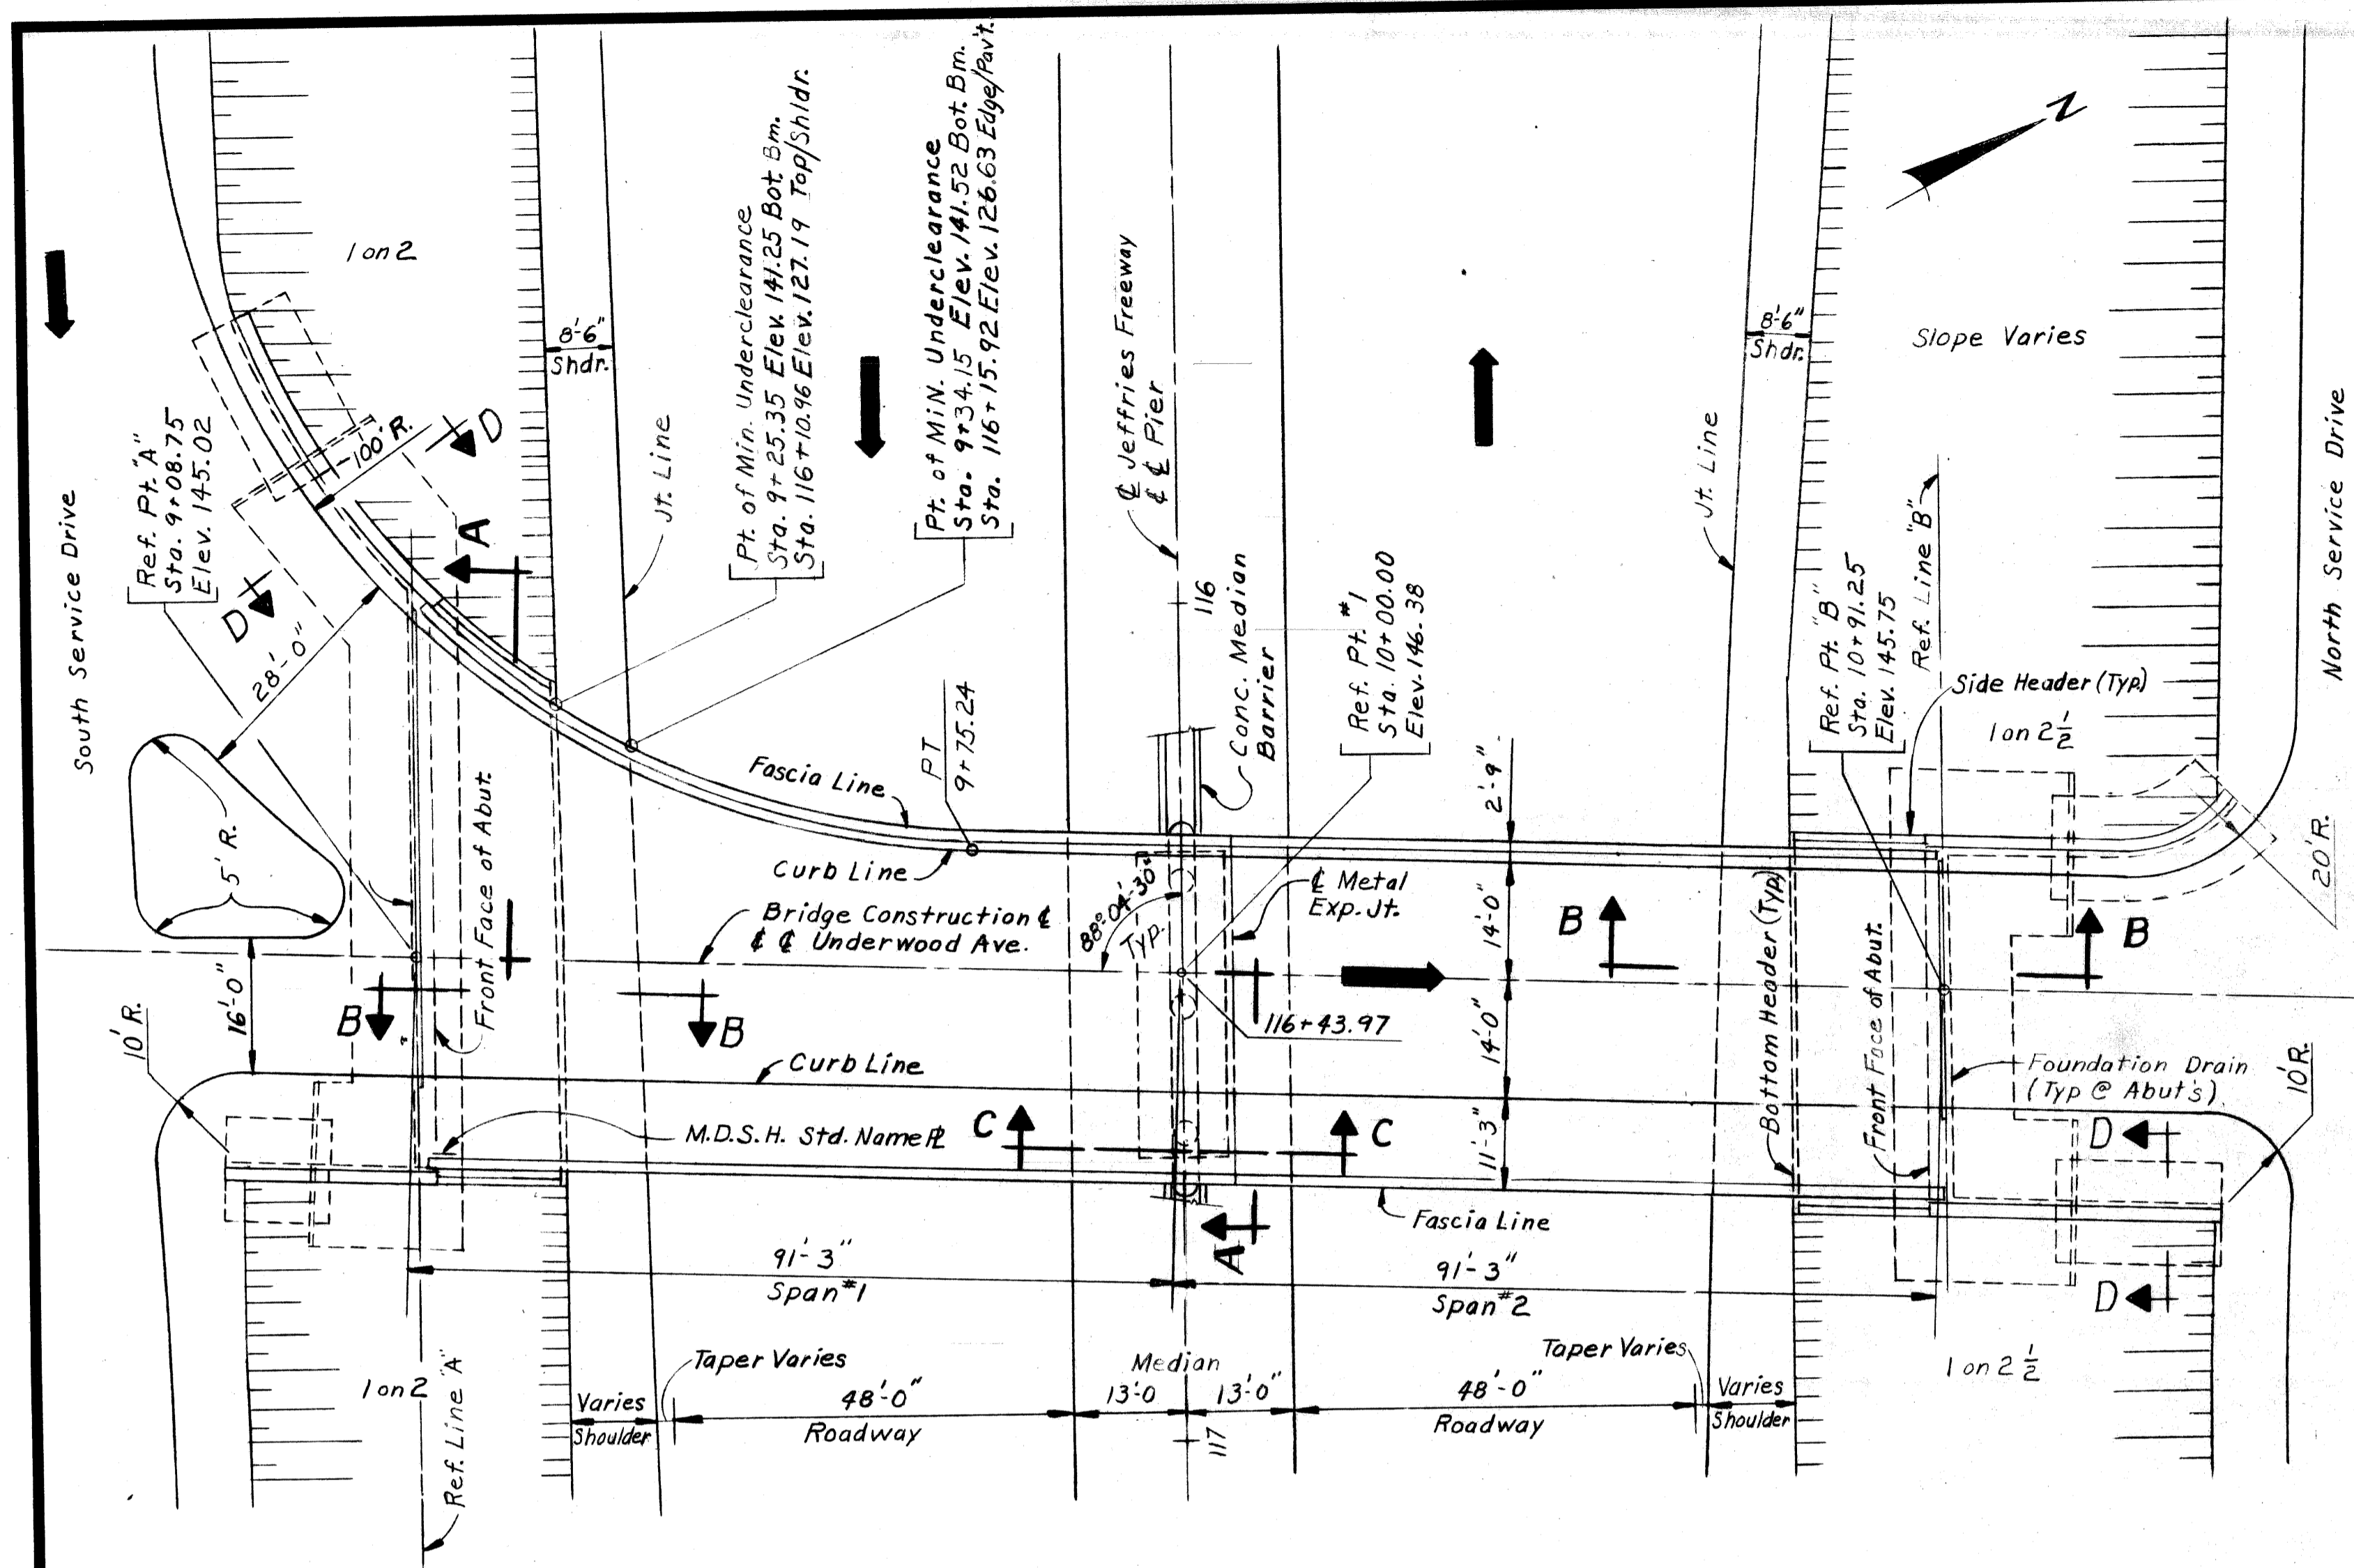 N
1 on 2
8'-6"
Shdr.
Pt. of Min. Underclearance
Sta. 9+25.35 Elev. 141.25 Bot. Bm.
Sta. 116+10.96 Elev. 127.19 Top/Shldr.
Pt. of MiN. Underclearance
Sta. 9+34.15 Elev. 141.52 Bot. Bm.
Sta. 116+15.92 Elev. 126.63 Edge/Pav't.
℄ Jeffries Freeway
& ℄ Pier
8'-6"
Shdr.
Slope Varies
North Service Drive
South Service Drive
Ref. Pt. "A"
Sta. 9+08.75
Elev. 145.02
100' R.
D
D
A
Jt. Line
Jt. Line
28'-0"
116
Conc. Median
Barrier
Ref. Pt. #1
Sta. 10+00.00
Elev. 146.38
Ref. Pt. "B"
Sta. 10+91.25
Elev. 145.75
Ref. Line "B"
Side Header (Typ.)
1 on 2 1/2
5' R.
Front Face of Abut.
Fascia Line
PT
9+75.24
Curb Line
2'-9"
20' R.
℄ Metal
Exp. Jt.
88°-04'-30"
Typ.
Bridge Construction ℄
& ℄ Underwood Ave.
14'-0"
B
B
Bottom Header (Typ.)
Front Face of Abut.
16'-0"
10' R.
B
B
116+43.97
14'-0"
Curb Line
Foundation Drain
(Typ @ Abut's).
10' R.
M.D.S.H. Std. Name PL
C
C
11'-3"
D
D
A
Fascia Line
91'-3"
Span #1
91'-3"
Span #2
Taper Varies
Median
Taper Varies
1 on 2
1 on 2 1/2
Varies
Shoulder
48'-0"
Roadway
13'-0
13'-0"
48'-0"
Roadway
Varies
Shoulder
117
Ref. Line "A"